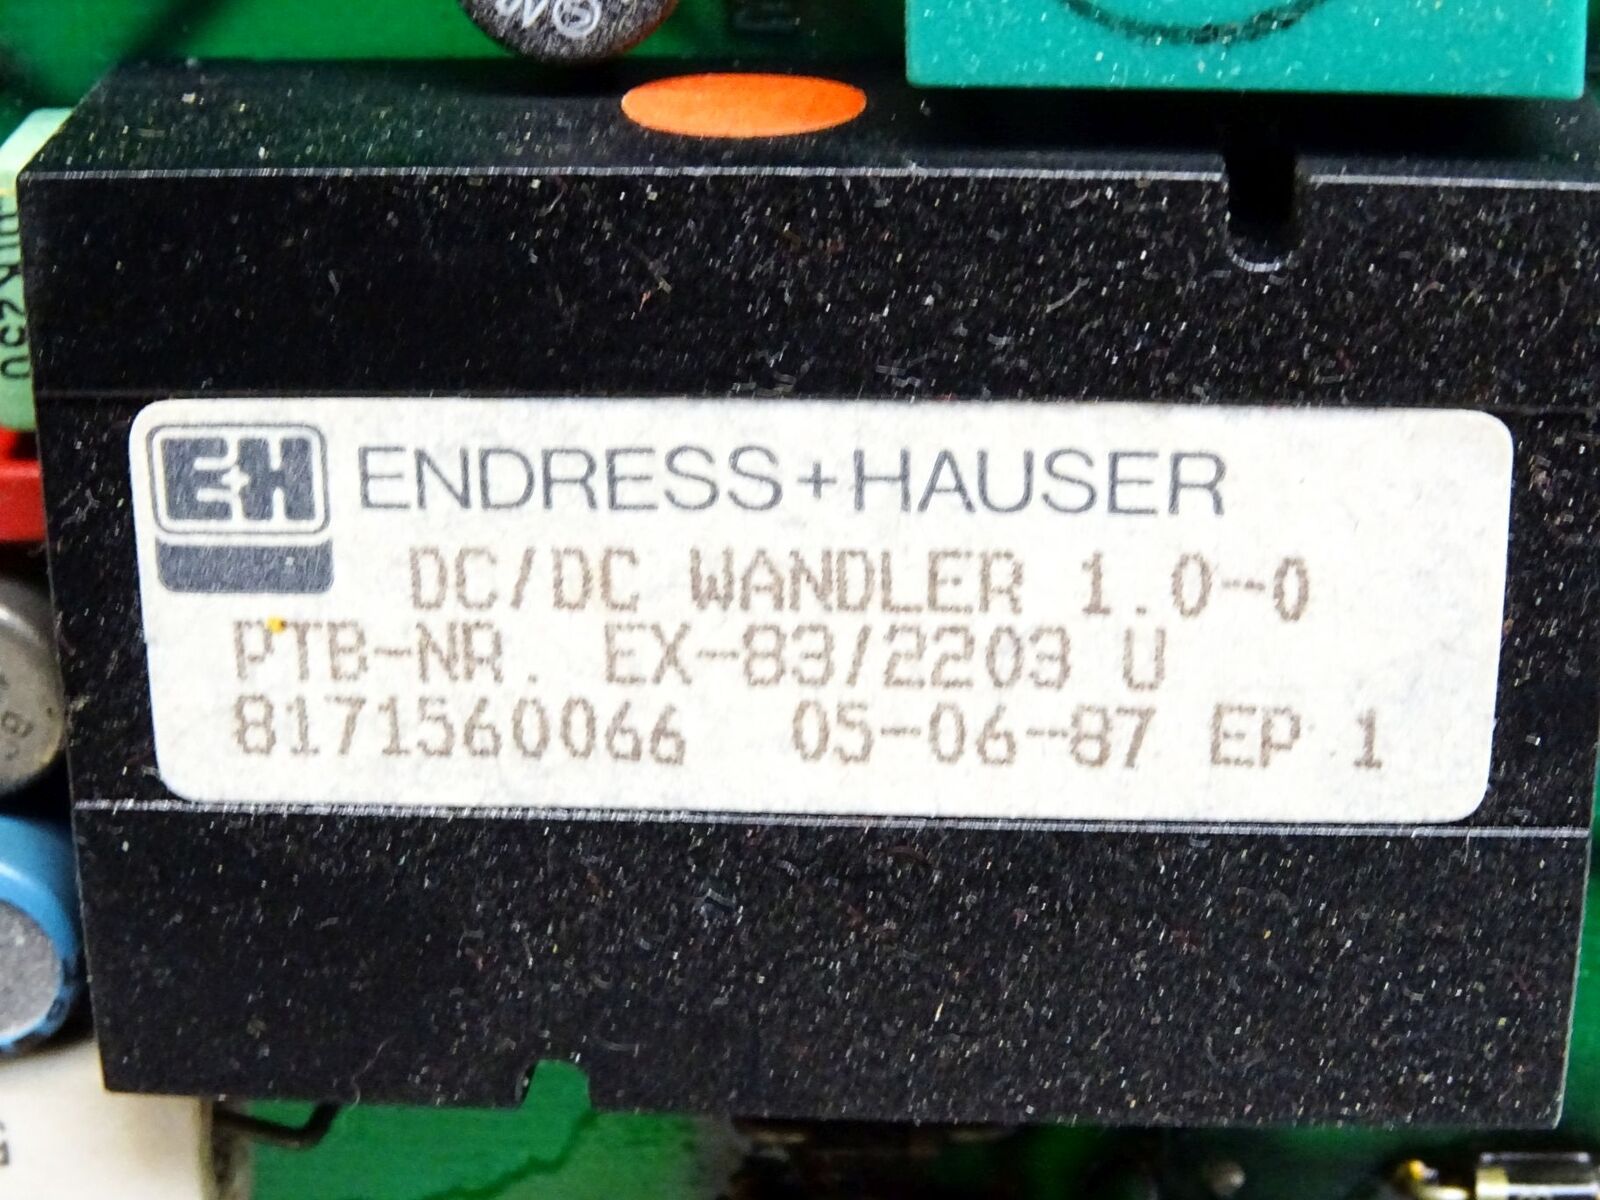 E+H ENDRESS+HAUSER
DC/DC WANDLER 1.0-0
PTB-NR. EX-83/2203 U
8171560066 05-06-87 EP 1